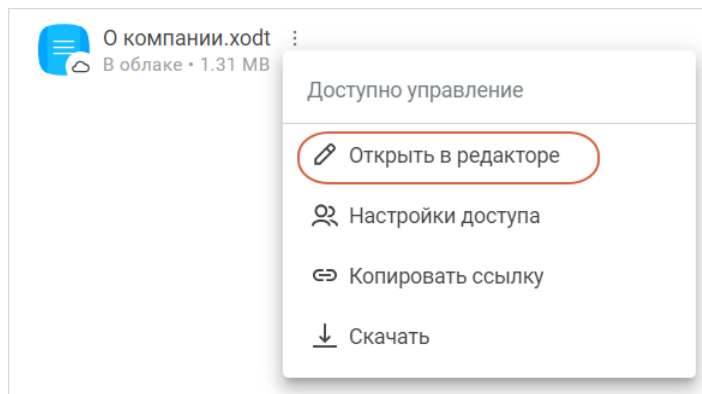 О компании.xodt
В облаке • 1.31 MB
Доступно управление
Открыть в редакторе
Настройки доступа
Копировать ссылку
Скачать